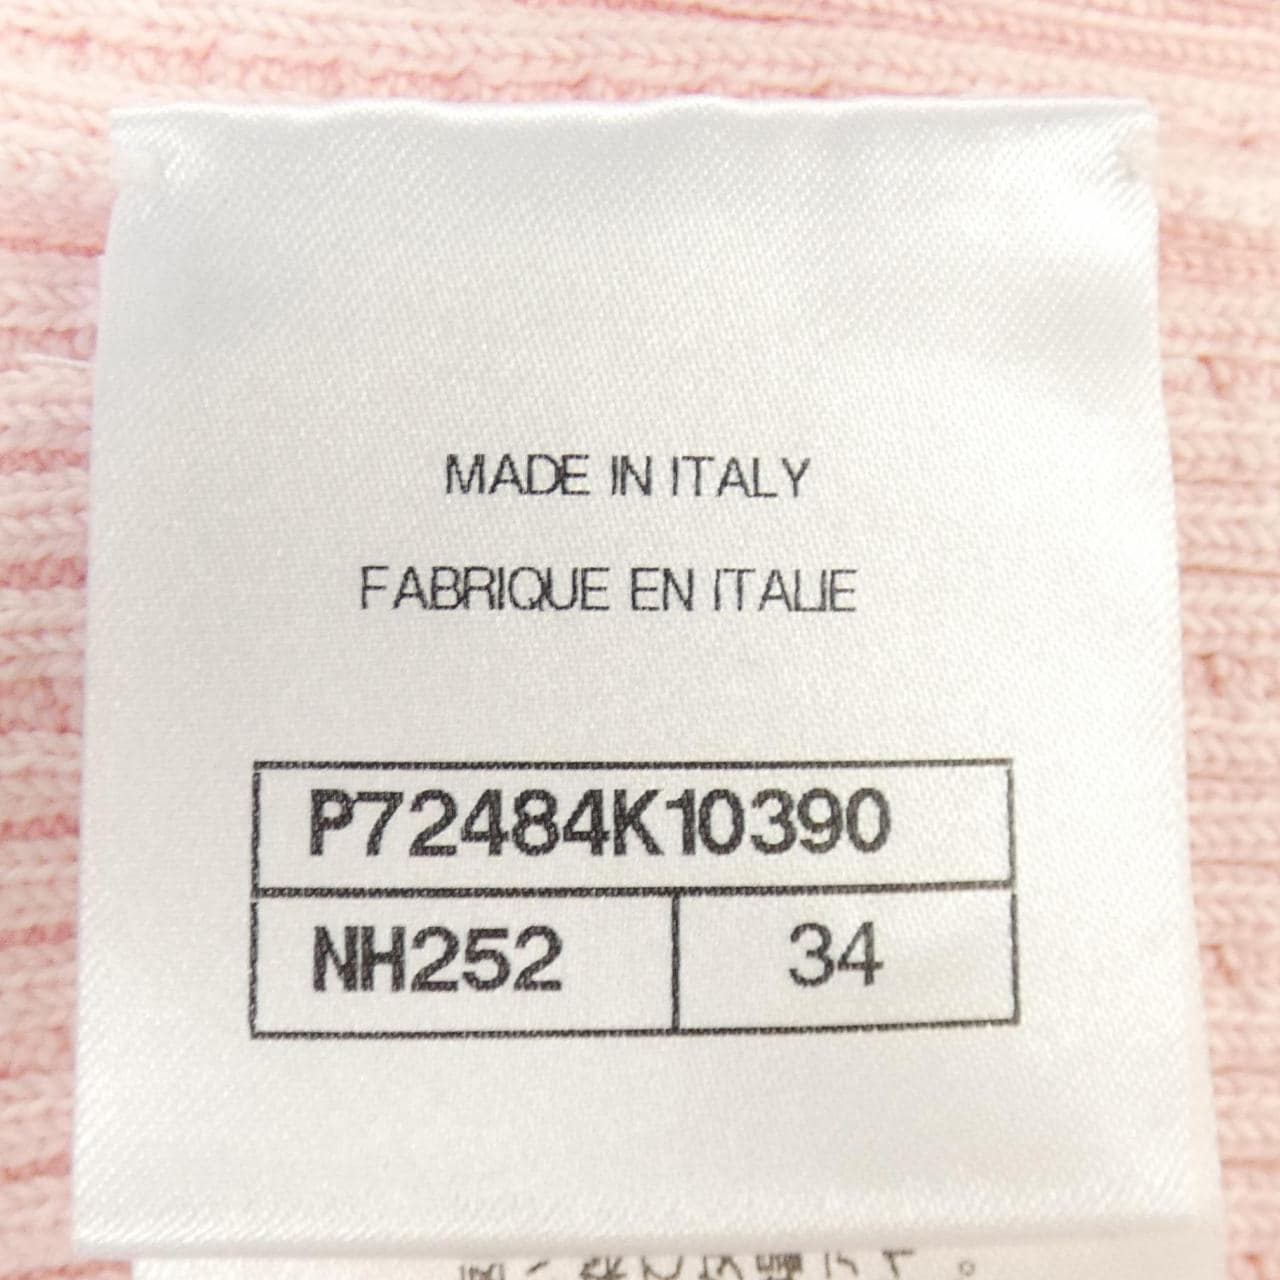 MADE IN ITALY
FABRIQUE EN ITALIE
P72484K10390
NH252 34